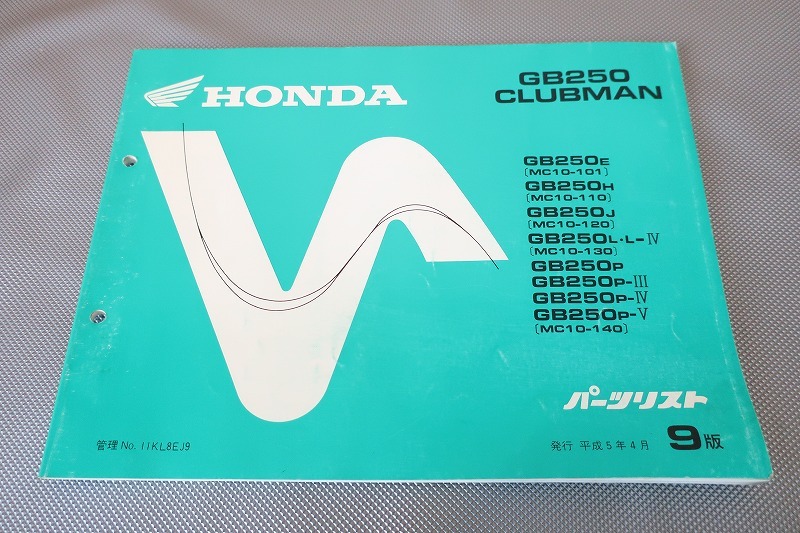 HONDA
GB250
CLUBMAN
GB250E
[MC10-101]
GB250H
[MC10-110]
GB250J
[MC10-120]
GB250L·L-Ⅳ
[MC10-130]
GB250P
GB250P-Ⅲ
GB250P-Ⅳ
GB250P-Ⅴ
[MC10-140]
パーツリスト
管理 No. 11KL8EJ9
発行 平成5年4月
9版